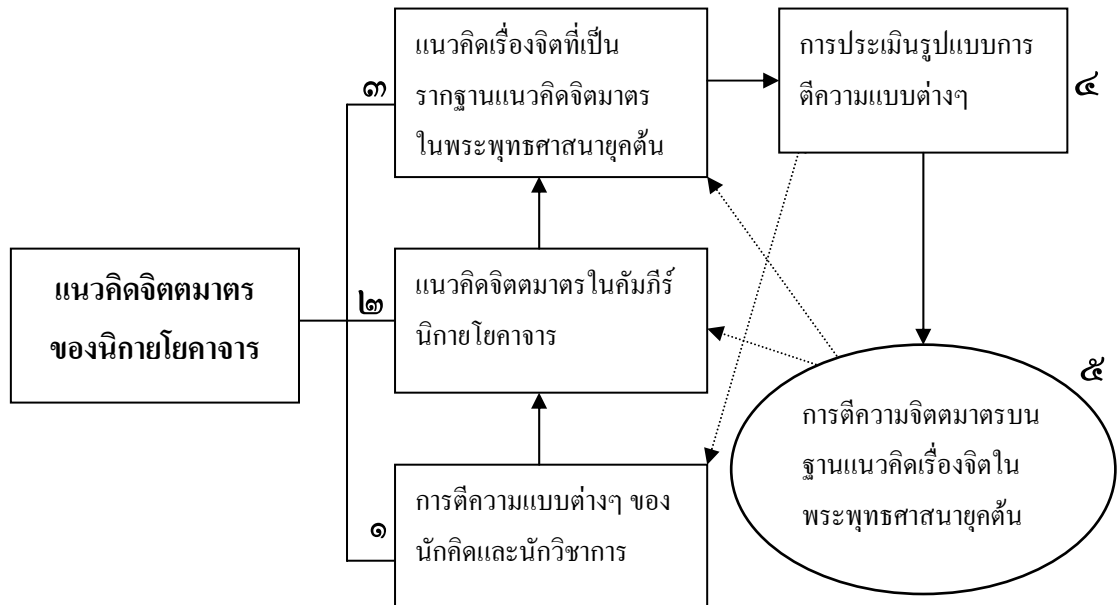 แนวคิดจิตตมาตร
ของนิกายโยคาจาร
๓
แนวคิดเรื่องจิตที่เป็น
รากฐานแนวคิดจิตมาตร
ในพระพุทธศาสนายุคต้น
๒
แนวคิดจิตตมาตรในคัมภีร์
นิกายโยคาจาร
๑
การตีความแบบต่างๆ ของ
นักคิดและนักวิชาการ
การประเมินรูปแบบการ
ตีความแบบต่างๆ
๔
๕
การตีความจิตตมาตรบน
ฐานแนวคิดเรื่องจิตใน
พระพุทธศาสนายุคต้น